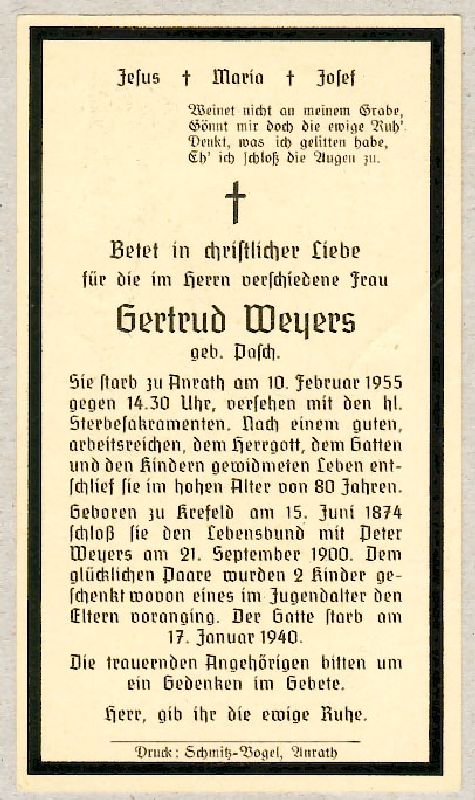 Jesus † Maria † Josef
Weinet nicht an meinem Grabe,
Gönnt mir doch die ewige Ruh'.
Denkt, was ich gelitten habe,
Eh' ich schloß die Augen zu.
Betet in christlicher Liebe
für die im Herrn verschiedene Frau
Gertrud Weyers
geb. Pasch.
Sie starb zu Anrath am 10. Februar 1955
gegen 14.30 Uhr, versehen mit den hl.
Sterbesakramenten. Nach einem guten,
arbeitsreichen, dem Herrgott, dem Gatten
und den Kindern gewidmeten Leben ent-
schlief sie im hohen Alter von 80 Jahren.
Geboren zu Krefeld am 15. Juni 1874
schloß sie den Lebensbund mit Peter
Weyers am 21. September 1900. Dem
glücklichen Paare wurden 2 Kinder ge-
schenkt wovon eines im Jugendalter den
Eltern voranging. Der Gatte starb am
17. Januar 1940.
Die trauernden Angehörigen bitten um
ein Gedenken im Gebete.
Herr, gib ihr die ewige Ruhe.
Druck: Schmitz-Vogel, Anrath